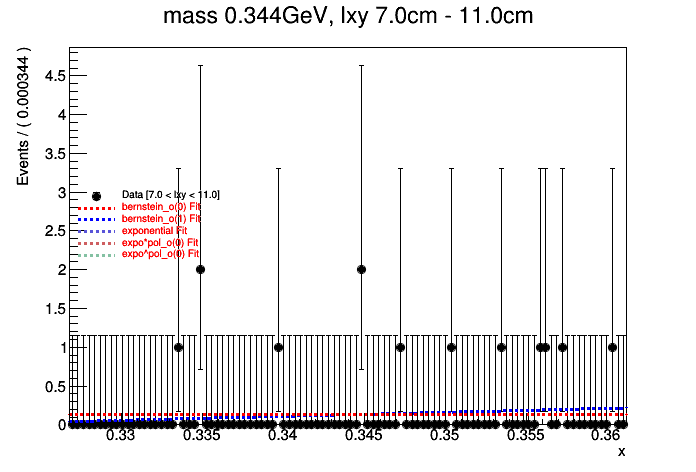 mass 0.344GeV, lxy 7.0cm - 11.0cm
Events / ( 0.000344 )
4.5
4
3.5
3
2.5
2
1.5
1
0.5
0
Data [7.0 < lxy < 11.0]
bernstein_o(0) Fit
bernstein_o(1) Fit
exponential Fit
expo*pol_o(0) Fit
expo^pol_o(0) Fit
0.33 0.335 0.34 0.345 0.35 0.355 0.36
x